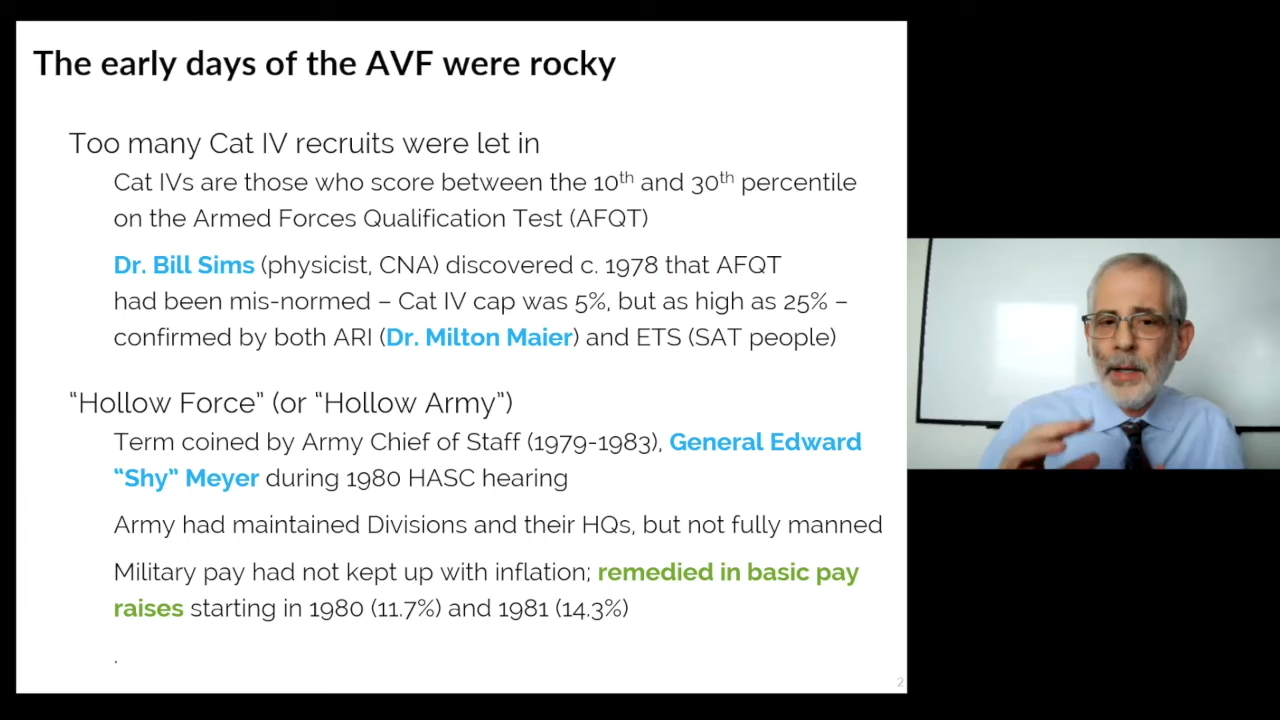 The early days of the AVF were rocky
Too many Cat IV recruits were let in
Cat IVs are those who score between the 10th and 30th percentile
on the Armed Forces Qualification Test (AFQT)
Dr. Bill Sims (physicist, CNA) discovered c. 1978 that AFQT
had been mis-normed – Cat IV cap was 5%, but as high as 25% –
confirmed by both ARI (Dr. Milton Maier) and ETS (SAT people)
“Hollow Force” (or “Hollow Army”)
Term coined by Army Chief of Staff (1979-1983), General Edward
“Shy” Meyer during 1980 HASC hearing
Army had maintained Divisions and their HQs, but not fully manned
Military pay had not kept up with inflation; remedied in basic pay
raises starting in 1980 (11.7%) and 1981 (14.3%)
.
2